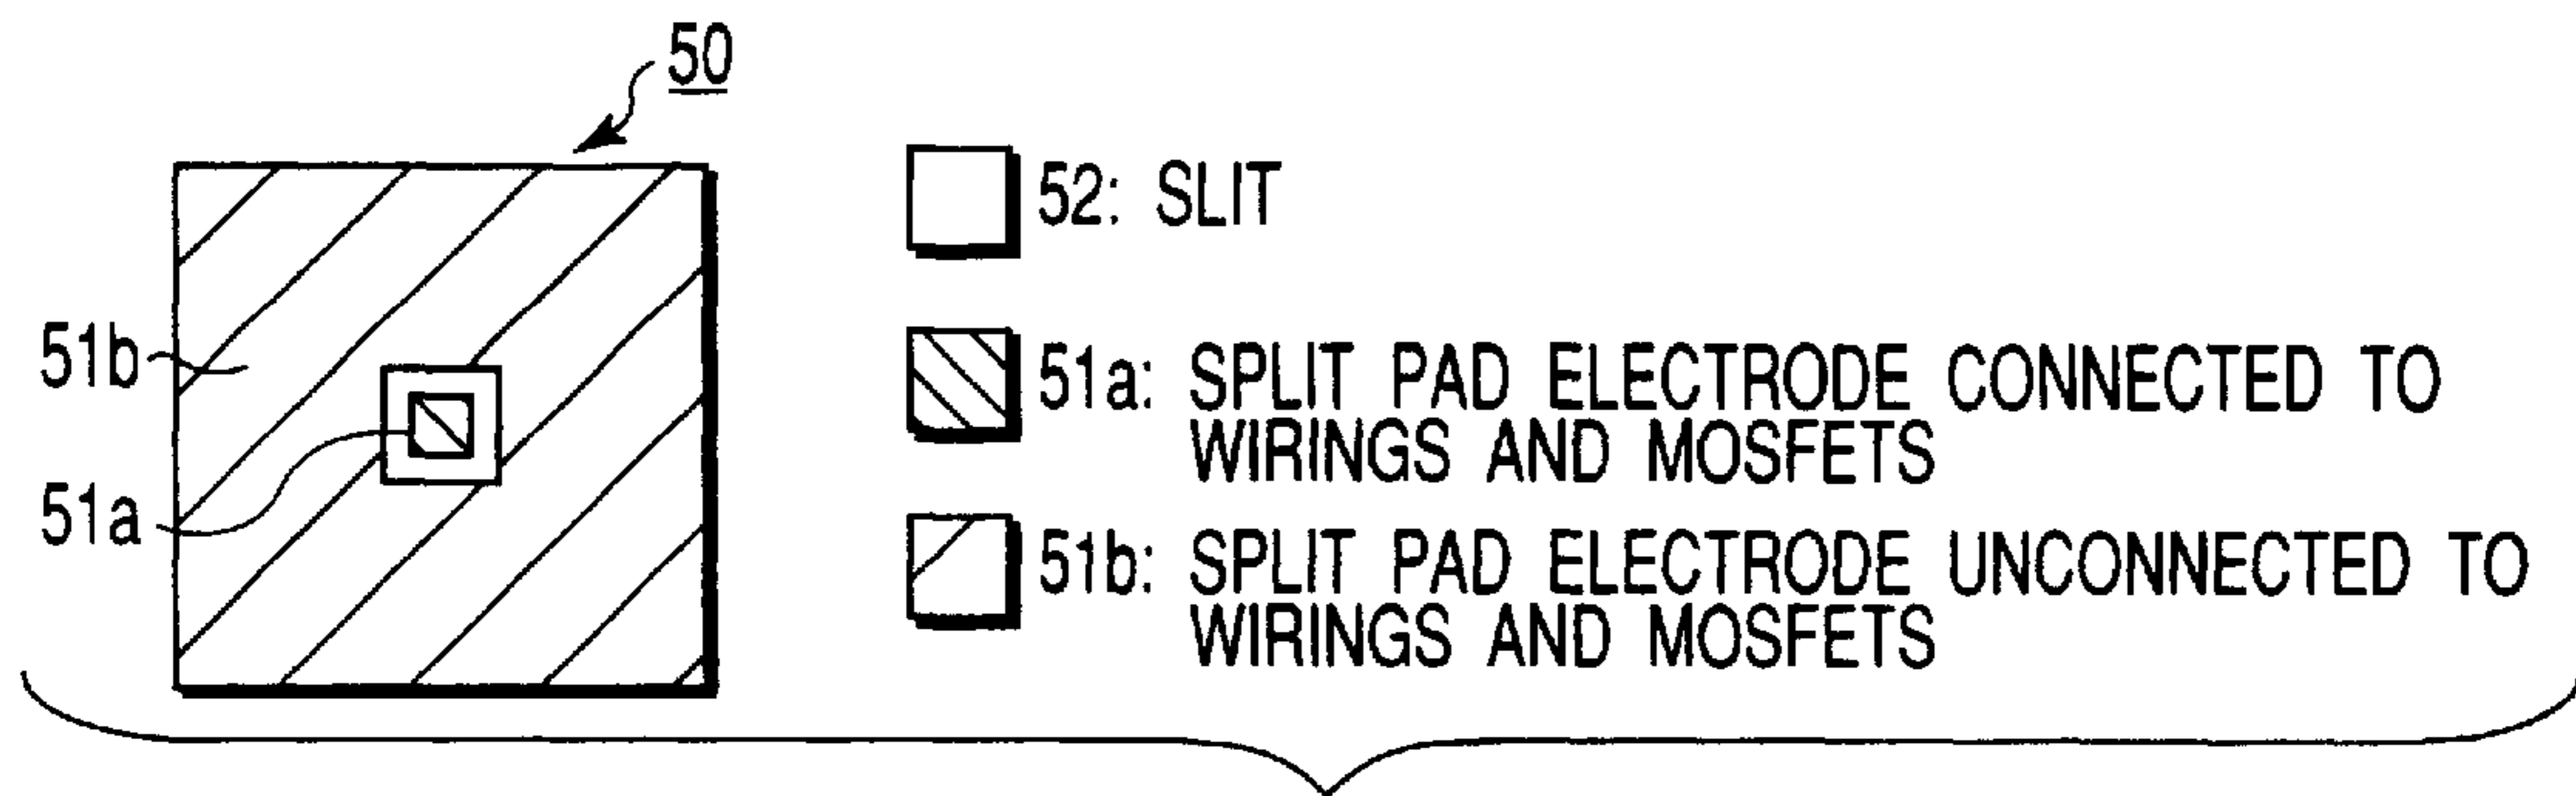 50
52: SLIT
51a: SPLIT PAD ELECTRODE CONNECTED TO
WIRINGS AND MOSFETS
51b: SPLIT PAD ELECTRODE UNCONNECTED TO
WIRINGS AND MOSFETS
51b
51a